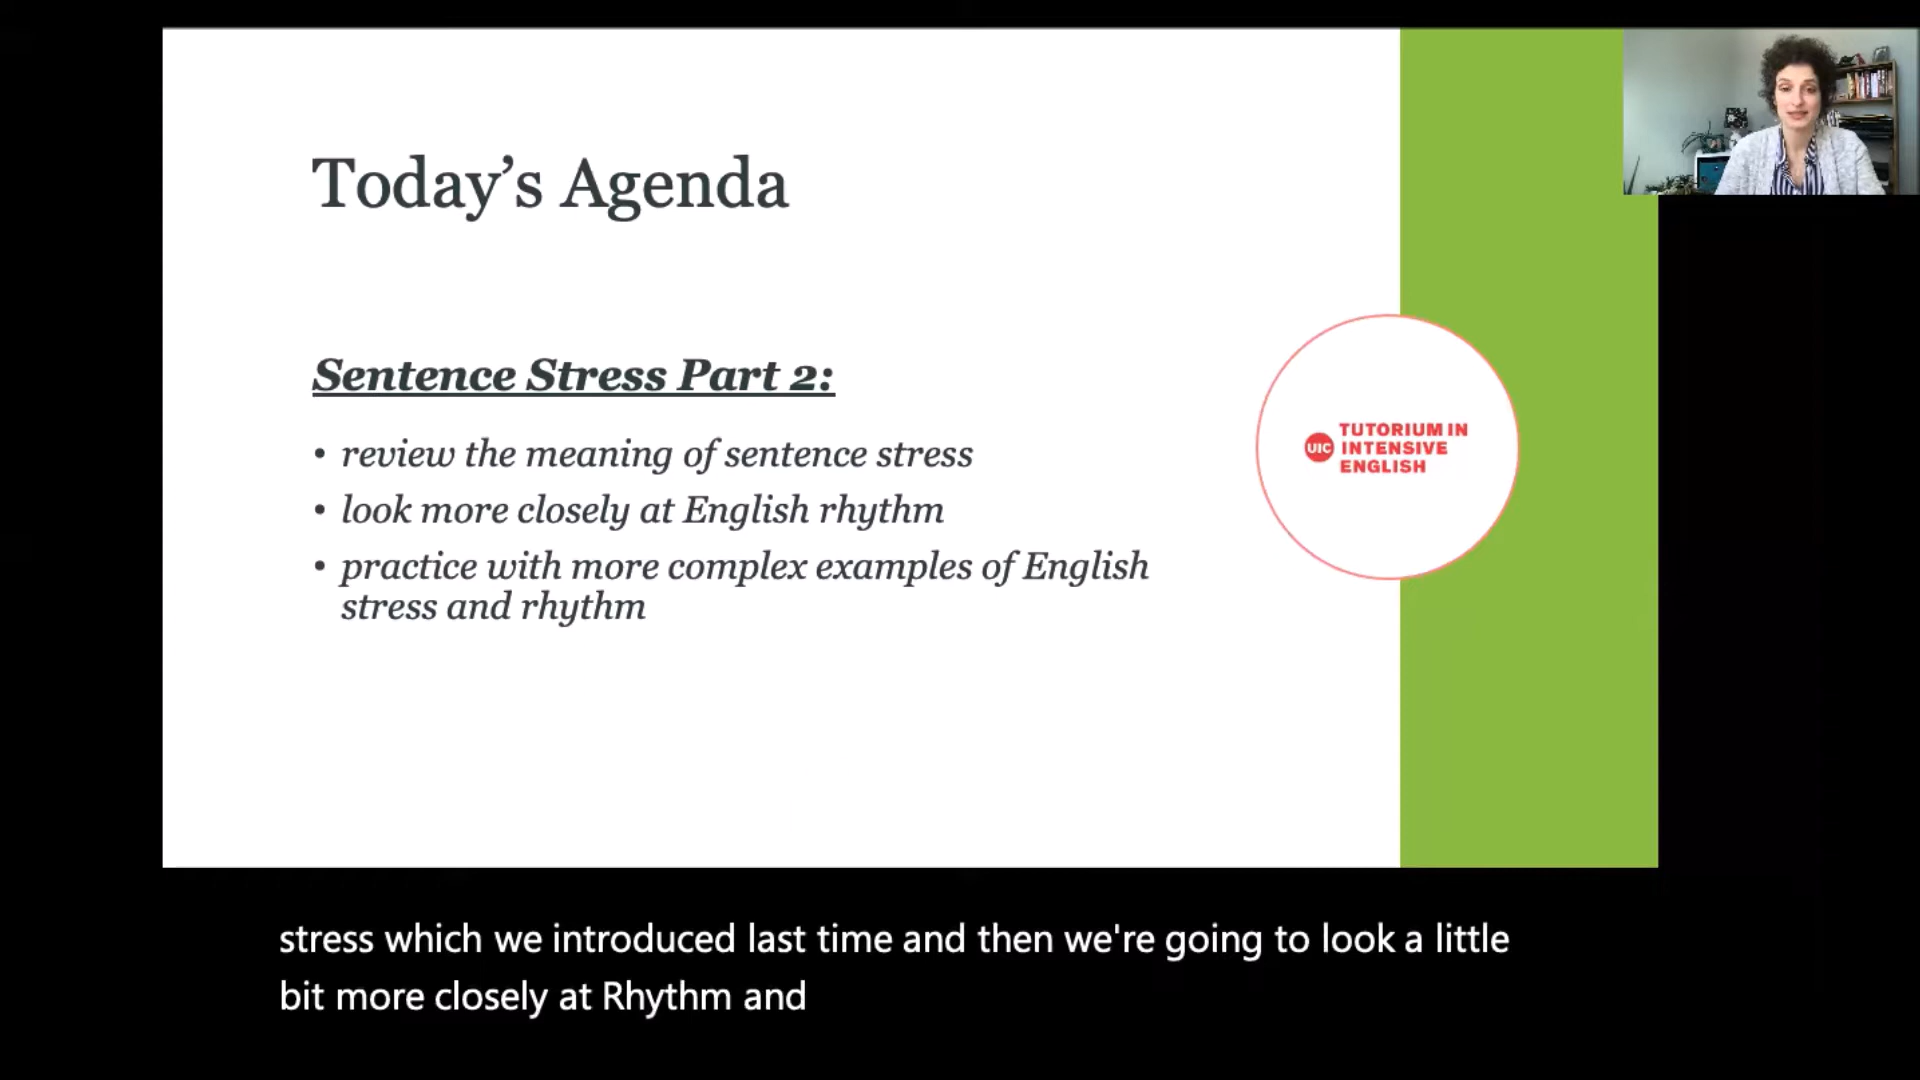 Today’s Agenda
Sentence Stress Part 2:
• review the meaning of sentence stress
• look more closely at English rhythm
• practice with more complex examples of English
stress and rhythm
UIC
TUTORIUM IN
INTENSIVE
ENGLISH
stress which we introduced last time and then we're going to look a little
bit more closely at Rhythm and